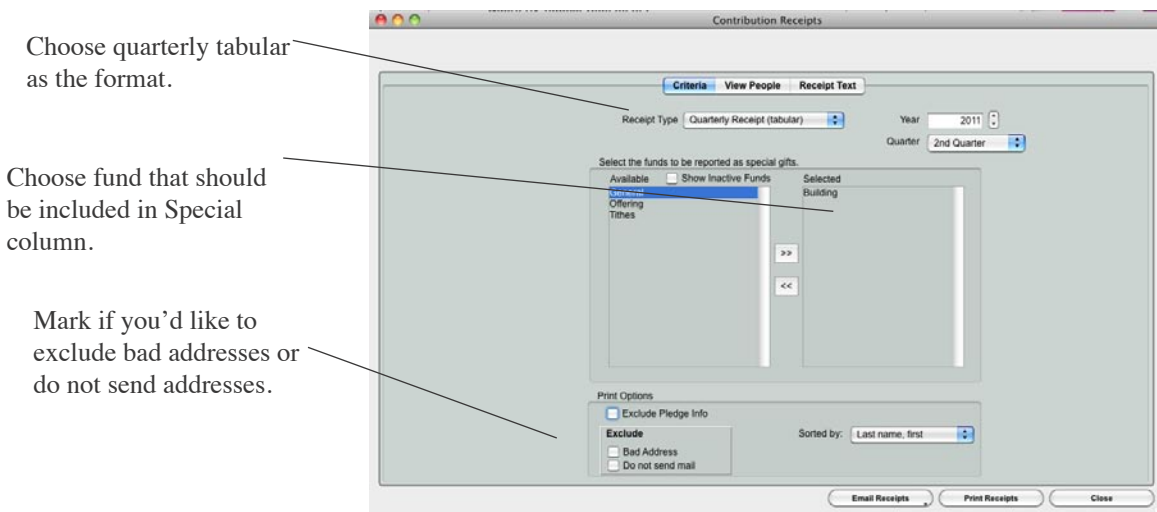 Contribution Receipts
Choose quarterly tabular
as the format.
Criteria View People Receipt Text
Receipt Type Quarterly Receipt (tabular) Year 2011
Quarter 2nd Quarter
Choose fund that should
be included in Special
column.
Select the funds to be reported as special gifts.
Available Show Inactive Funds Selected
General Building
Offering
Tithes
>>
<<
Mark if you’d like to
exclude bad addresses or
do not send addresses.
Print Options
Exclude Pledge Info
Exclude Sorted by: Last name, first
Bad Address
Do not send mail
Email Receipts Print Receipts Close